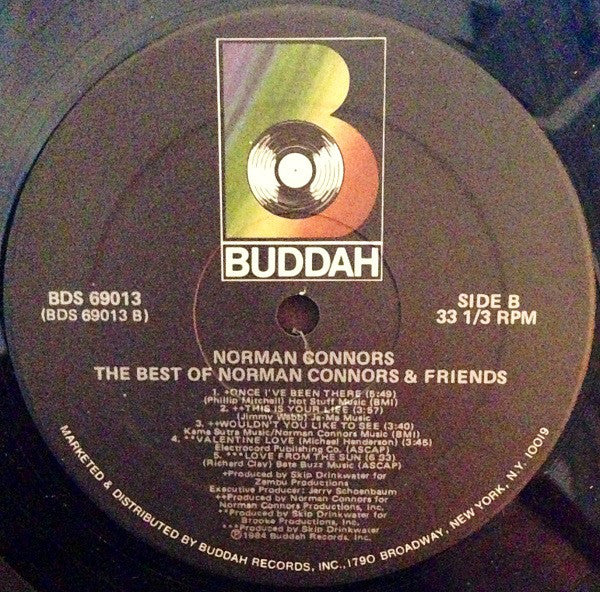 BUDDAH
BDS 69013
(BDS 69013 B)
SIDE B
33 1/3 RPM
NORMAN CONNORS
THE BEST OF NORMAN CONNORS & FRIENDS
1. *ONCE I'VE BEEN THERE (5:49)
(Phillip Mitchell) Hot Stuff Music (BMI)
2. **THIS IS YOUR LIFE (3:57)
(Jimmy Webb) Ja-Ma Music
3. **WOULDN'T YOU LIKE TO SEE (3:40)
Kama Sutra Music/Norman Connors Music (BMI)
4. **VALENTINE LOVE (Michael Henderson) (3:45)
Electrocord Publishing Co. (ASCAP)
5. ***LOVE FROM THE SUN (6:33)
(Richard Clay) Bete Buzz Music (ASCAP)
*Produced by Skip Drinkwater for
Zembu Productions
Executive Producer: Jerry Schoenbaum
**Produced by Norman Connors for
Norman Connors Productions, Inc.
*Produced by Skip Drinkwater for
Brooke Productions, Inc.
***Produced by Skip Drinkwater
℗1984 Buddah Records, Inc.
MARKETED & DISTRIBUTED BY BUDDAH RECORDS, INC., 1790 BROADWAY, NEW YORK, N.Y. 10019